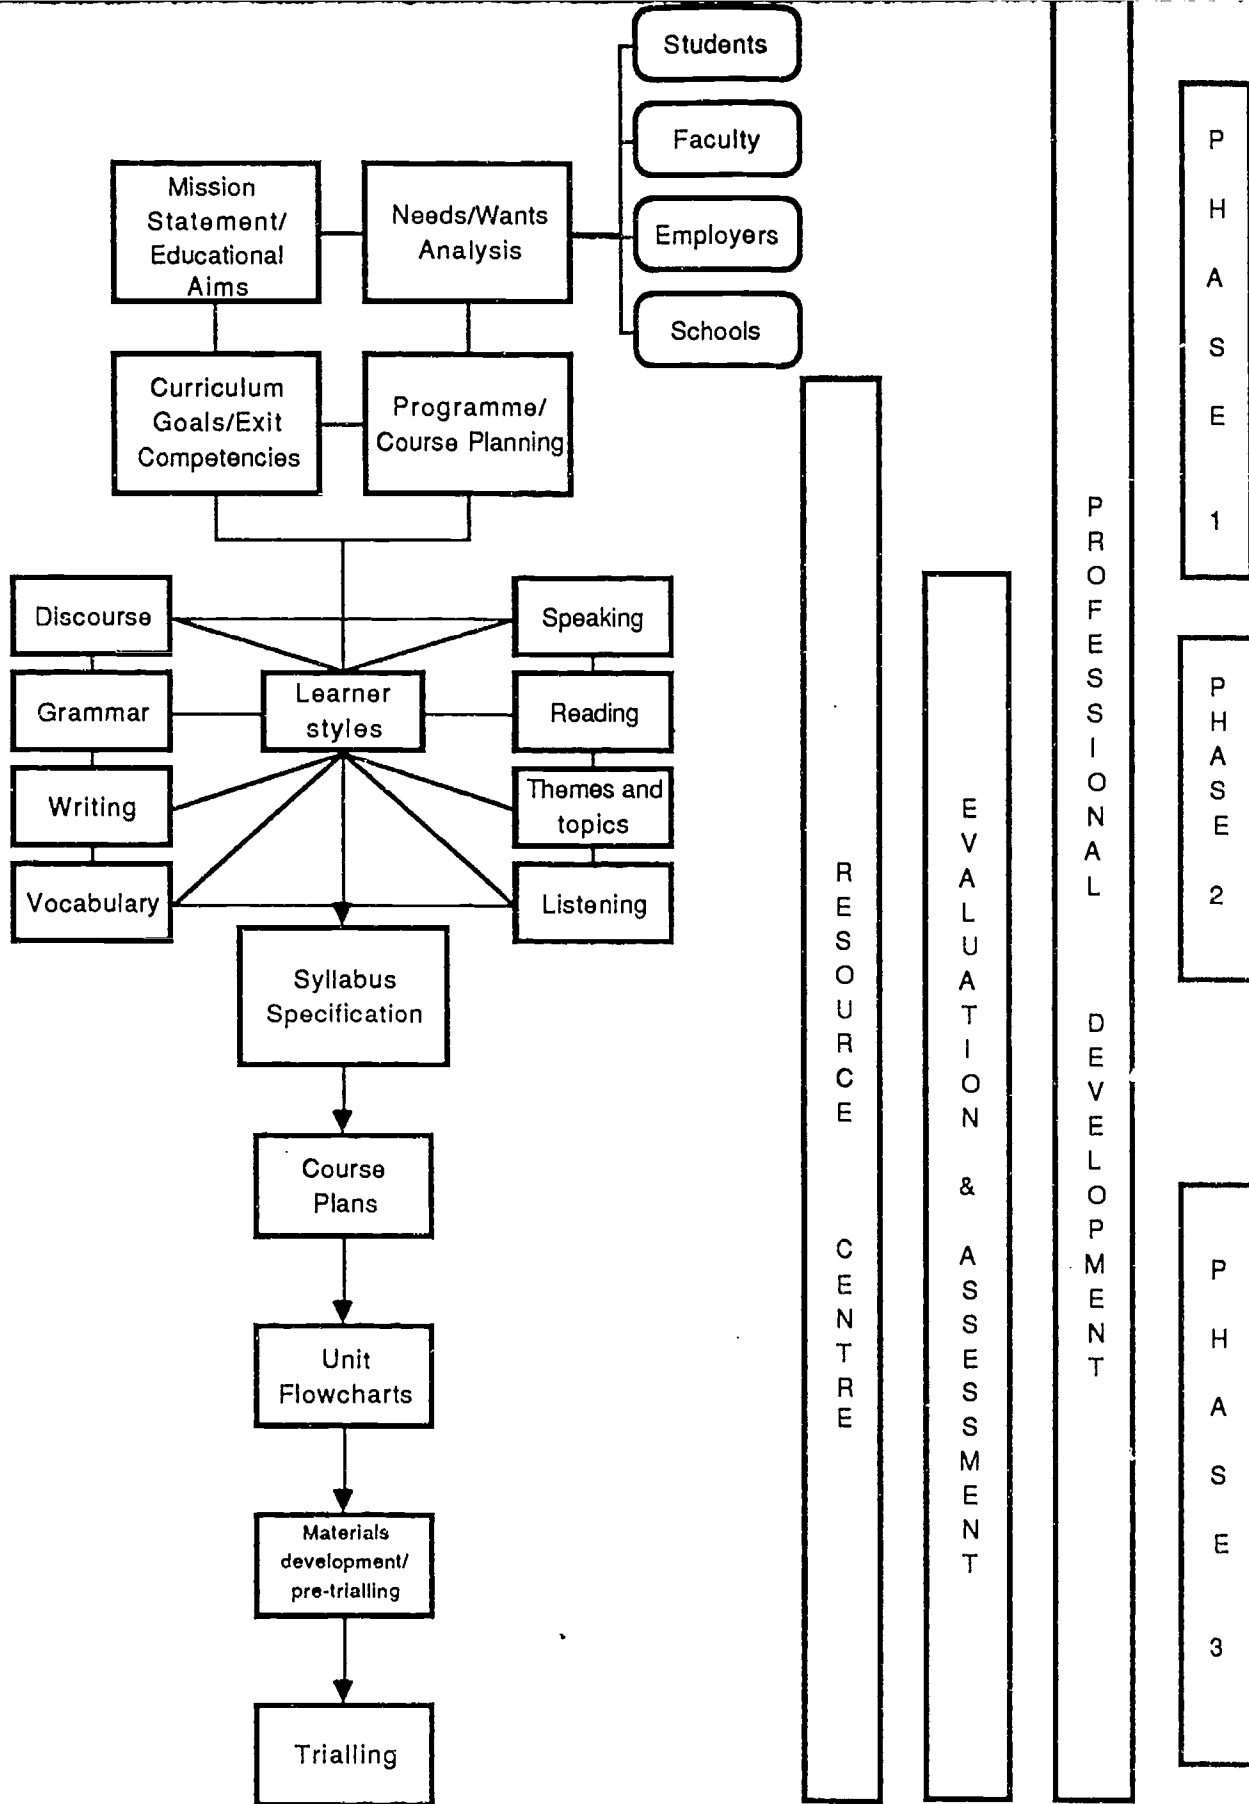 Students
Faculty
Employers
Schools
Mission
Statement/
Educational
Aims
Needs/Wants
Analysis
Curriculum
Goals/Exit
Competencies
Programme/
Course Planning
Discourse
Grammar
Writing
Vocabulary
Learner
styles
Speaking
Reading
Themes and
topics
Listening
Syllabus
Specification
Course
Plans
Unit
Flowcharts
Materials
development/
pre-trialling
Trialling
RESOURCE CENTRE
EVALUATION & ASSESSMENT
PROFESSIONAL DEVELOPMENT
PHASE 1
PHASE 2
PHASE 3